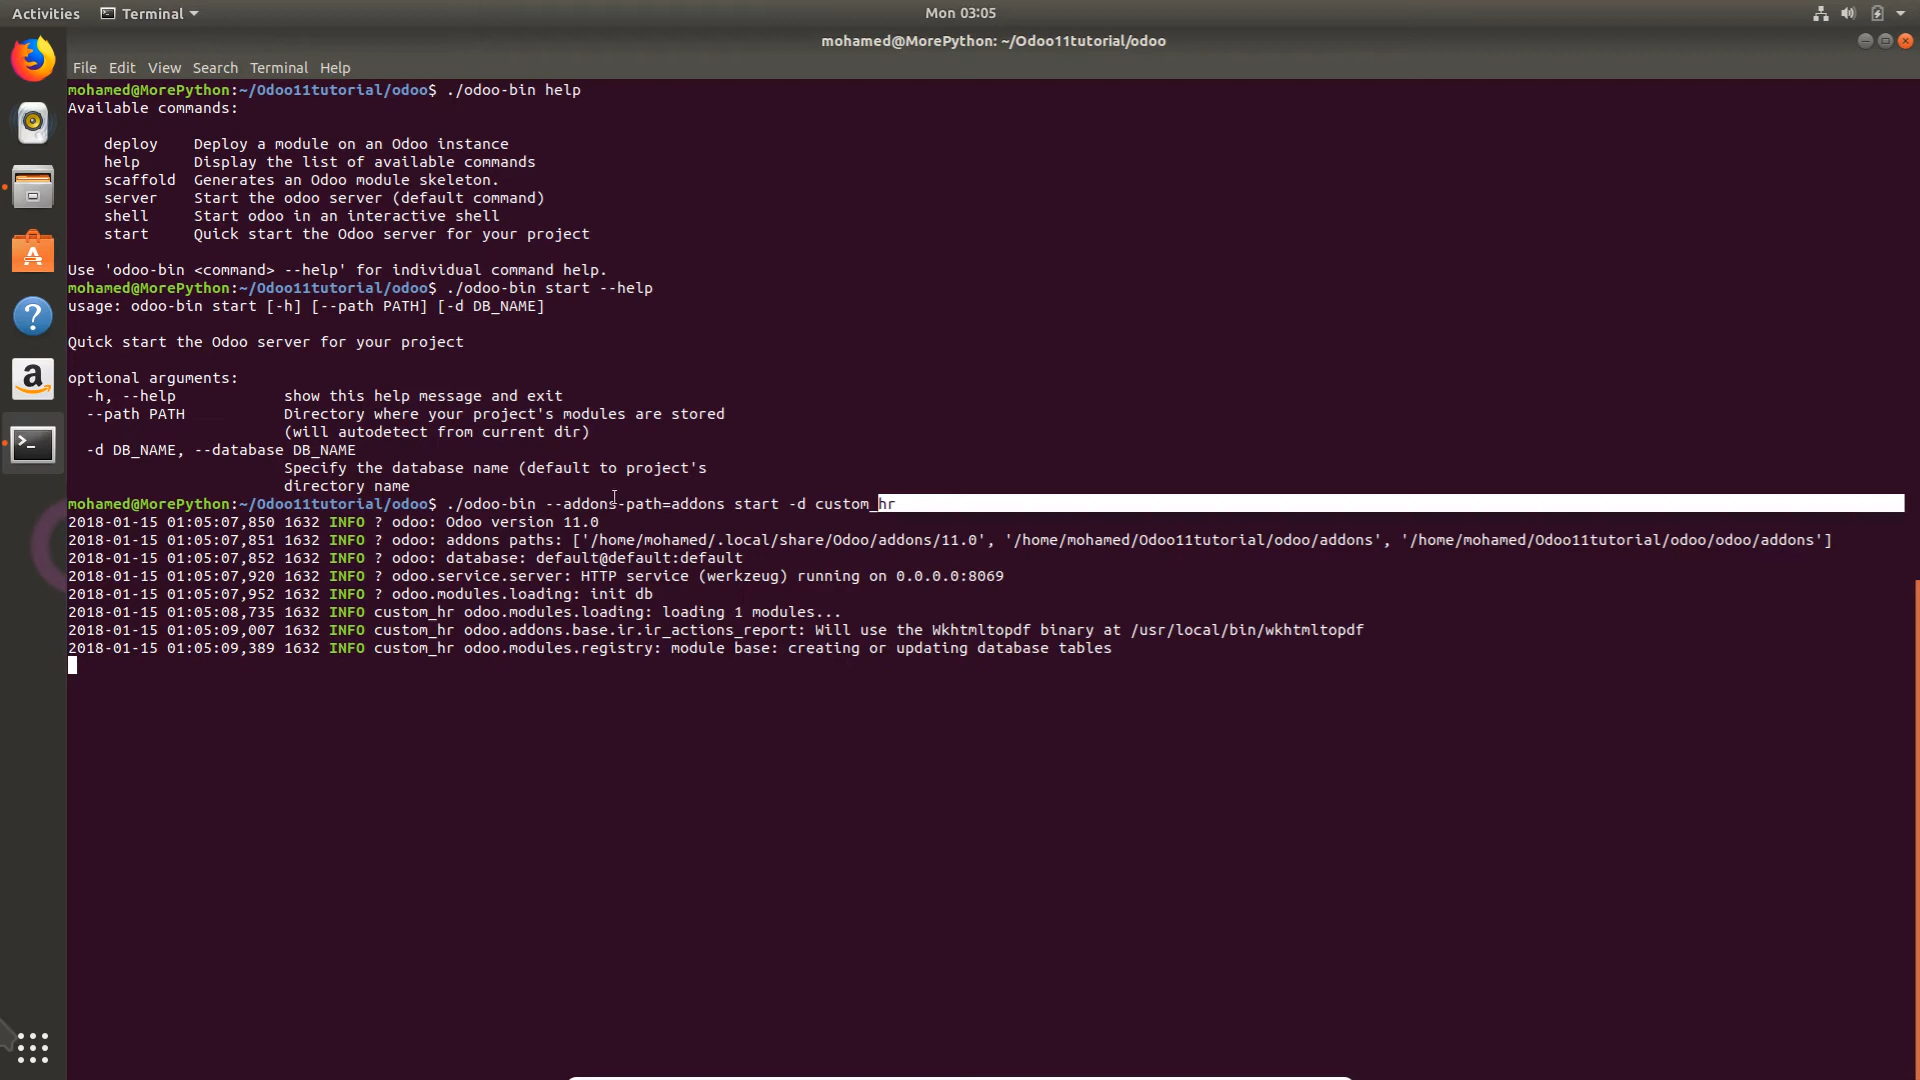 Activities Terminal Mon 03:05
mohamed@MorePython: ~/Odoo11tutorial/odoo
File Edit View Search Terminal Help
mohamed@MorePython:~/Odoo11tutorial/odoo$ ./odoo-bin help
Available commands:
deploy Deploy a module on an Odoo instance
help Display the list of available commands
scaffold Generates an Odoo module skeleton.
server Start the odoo server (default command)
shell Start odoo in an interactive shell
start Quick start the Odoo server for your project
Use 'odoo-bin <command> --help' for individual command help.
mohamed@MorePython:~/Odoo11tutorial/odoo$ ./odoo-bin start --help
usage: odoo-bin start [-h] [--path PATH] [-d DB_NAME]
Quick start the Odoo server for your project
optional arguments:
-h, --help show this help message and exit
--path PATH Directory where your project's modules are stored
(will autodetect from current dir)
-d DB_NAME, --database DB_NAME
Specify the database name (default to project's
directory name
mohamed@MorePython:~/Odoo11tutorial/odoo$ ./odoo-bin --addons-path=addons start -d custom_hr
2018-01-15 01:05:07,850 1632 INFO ? odoo: Odoo version 11.0
2018-01-15 01:05:07,851 1632 INFO ? odoo: addons paths: ['/home/mohamed/.local/share/Odoo/addons/11.0', '/home/mohamed/Odoo11tutorial/odoo/addons', '/home/mohamed/Odoo11tutorial/odoo/odoo/addons']
2018-01-15 01:05:07,852 1632 INFO ? odoo: database: default@default:default
2018-01-15 01:05:07,920 1632 INFO ? odoo.service.server: HTTP service (werkzeug) running on 0.0.0.0:8069
2018-01-15 01:05:07,952 1632 INFO ? odoo.modules.loading: init db
2018-01-15 01:05:08,735 1632 INFO custom_hr odoo.modules.loading: loading 1 modules...
2018-01-15 01:05:09,007 1632 INFO custom_hr odoo.addons.base.ir.ir_actions_report: Will use the Wkhtmltopdf binary at /usr/local/bin/wkhtmltopdf
2018-01-15 01:05:09,389 1632 INFO custom_hr odoo.modules.registry: module base: creating or updating database tables